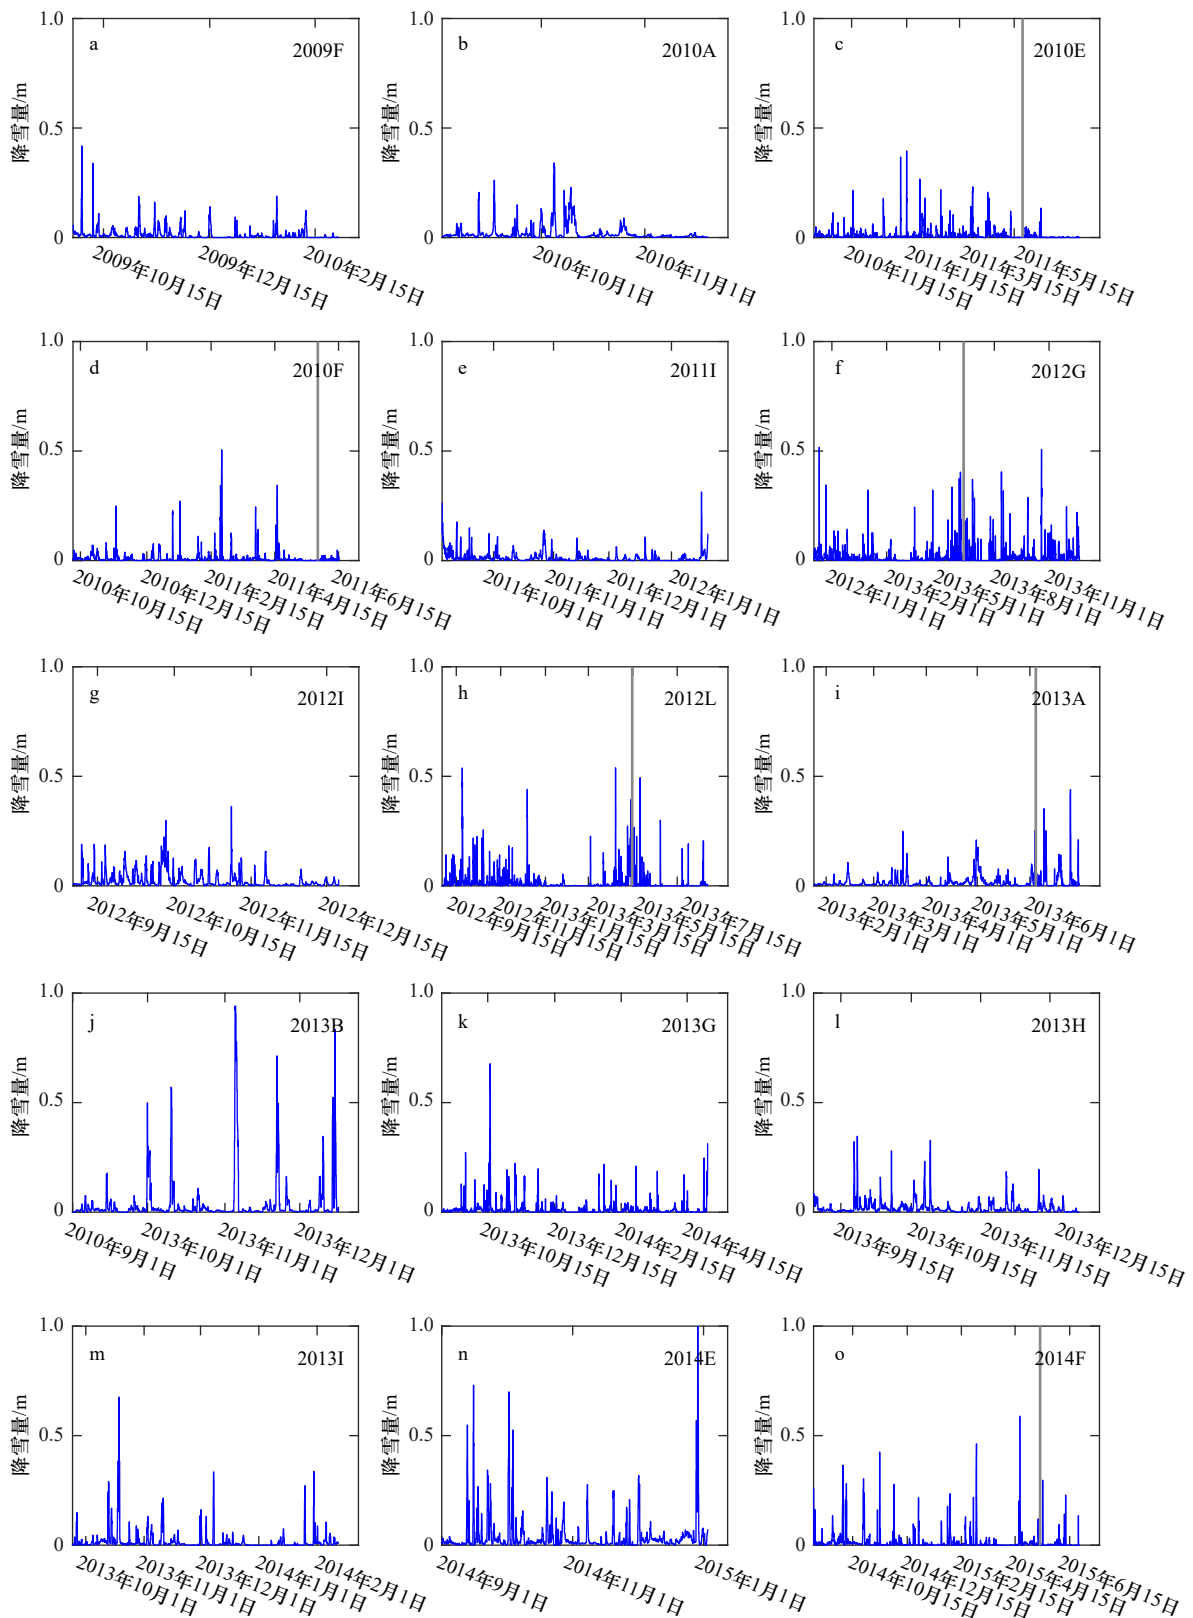 1.0
a
2009F
降雪量/m
0.5
0
2009年10月15日
2009年12月15日
2010年2月15日
1.0
b
2010A
降雪量/m
0.5
0
2010年10月1日
2010年11月1日
1.0
c
2010E
降雪量/m
0.5
0
2010年11月15日
2011年1月15日
2011年3月15日
2011年5月15日
1.0
d
2010F
降雪量/m
0.5
0
2010年10月15日
2010年12月15日
2011年2月15日
2011年4月15日
2011年6月15日
1.0
e
2011I
降雪量/m
0.5
0
2011年10月1日
2011年11月1日
2011年12月1日
2012年1月1日
1.0
f
2012G
降雪量/m
0.5
0
2012年11月1日
2013年2月1日
2013年5月1日
2013年8月1日
2013年11月1日
1.0
g
2012I
降雪量/m
0.5
0
2012年9月15日
2012年10月15日
2012年11月15日
2012年12月15日
1.0
h
2012L
降雪量/m
0.5
0
2012年9月15日
2012年11月15日
2013年1月15日
2013年3月15日
2013年5月15日
2013年7月15日
1.0
i
2013A
降雪量/m
0.5
0
2013年2月1日
2013年3月1日
2013年4月1日
2013年5月1日
2013年6月1日
1.0
j
2013B
降雪量/m
0.5
0
2010年9月1日
2013年10月1日
2013年11月1日
2013年12月1日
1.0
k
2013G
降雪量/m
0.5
0
2013年10月15日
2013年12月15日
2014年2月15日
2014年4月15日
1.0
l
2013H
降雪量/m
0.5
0
2013年9月15日
2013年10月15日
2013年11月15日
2013年12月15日
1.0
m
2013I
降雪量/m
0.5
0
2013年10月1日
2013年11月1日
2013年12月1日
2014年1月1日
2014年2月1日
1.0
n
2014E
降雪量/m
0.5
0
2014年9月1日
2014年11月1日
2015年1月1日
1.0
o
2014F
降雪量/m
0.5
0
2014年10月15日
2014年12月15日
2015年2月15日
2015年4月15日
2015年6月15日